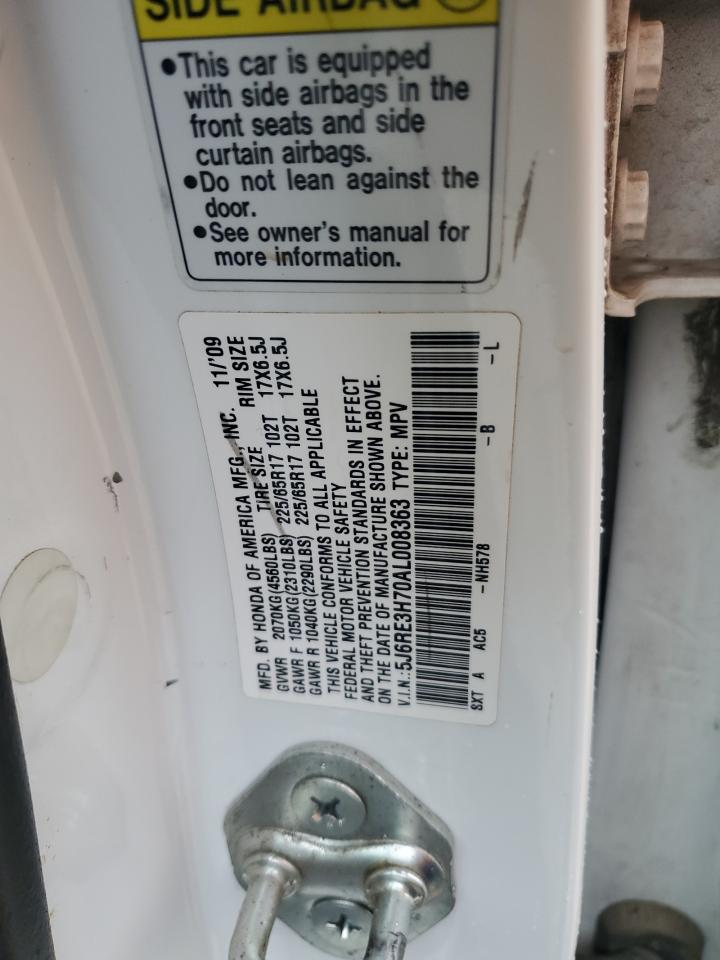 SIDE AIRBAG
•This car is equipped
with side airbags in the
front seats and side
curtain airbags.
•Do not lean against the
door.
•See owner's manual for
more information.
MFD. BY HONDA OF AMERICA MFG., INC. 11/'09
GVWR 2070KG(4560LBS) TIRE SIZE RIM SIZE
GAWR F 1050KG(2310LBS) 225/65R17 102T 17X6.5J
GAWR R 1040KG(2290LBS) 225/65R17 102T 17X6.5J
THIS VEHICLE CONFORMS TO ALL APPLICABLE
FEDERAL MOTOR VEHICLE SAFETY
AND THEFT PREVENTION STANDARDS IN EFFECT
ON THE DATE OF MANUFACTURE SHOWN ABOVE.
V.I.N.:5J6RE3H70AL008363 TYPE: MPV
SXT A AC5 -NH578 -B -L